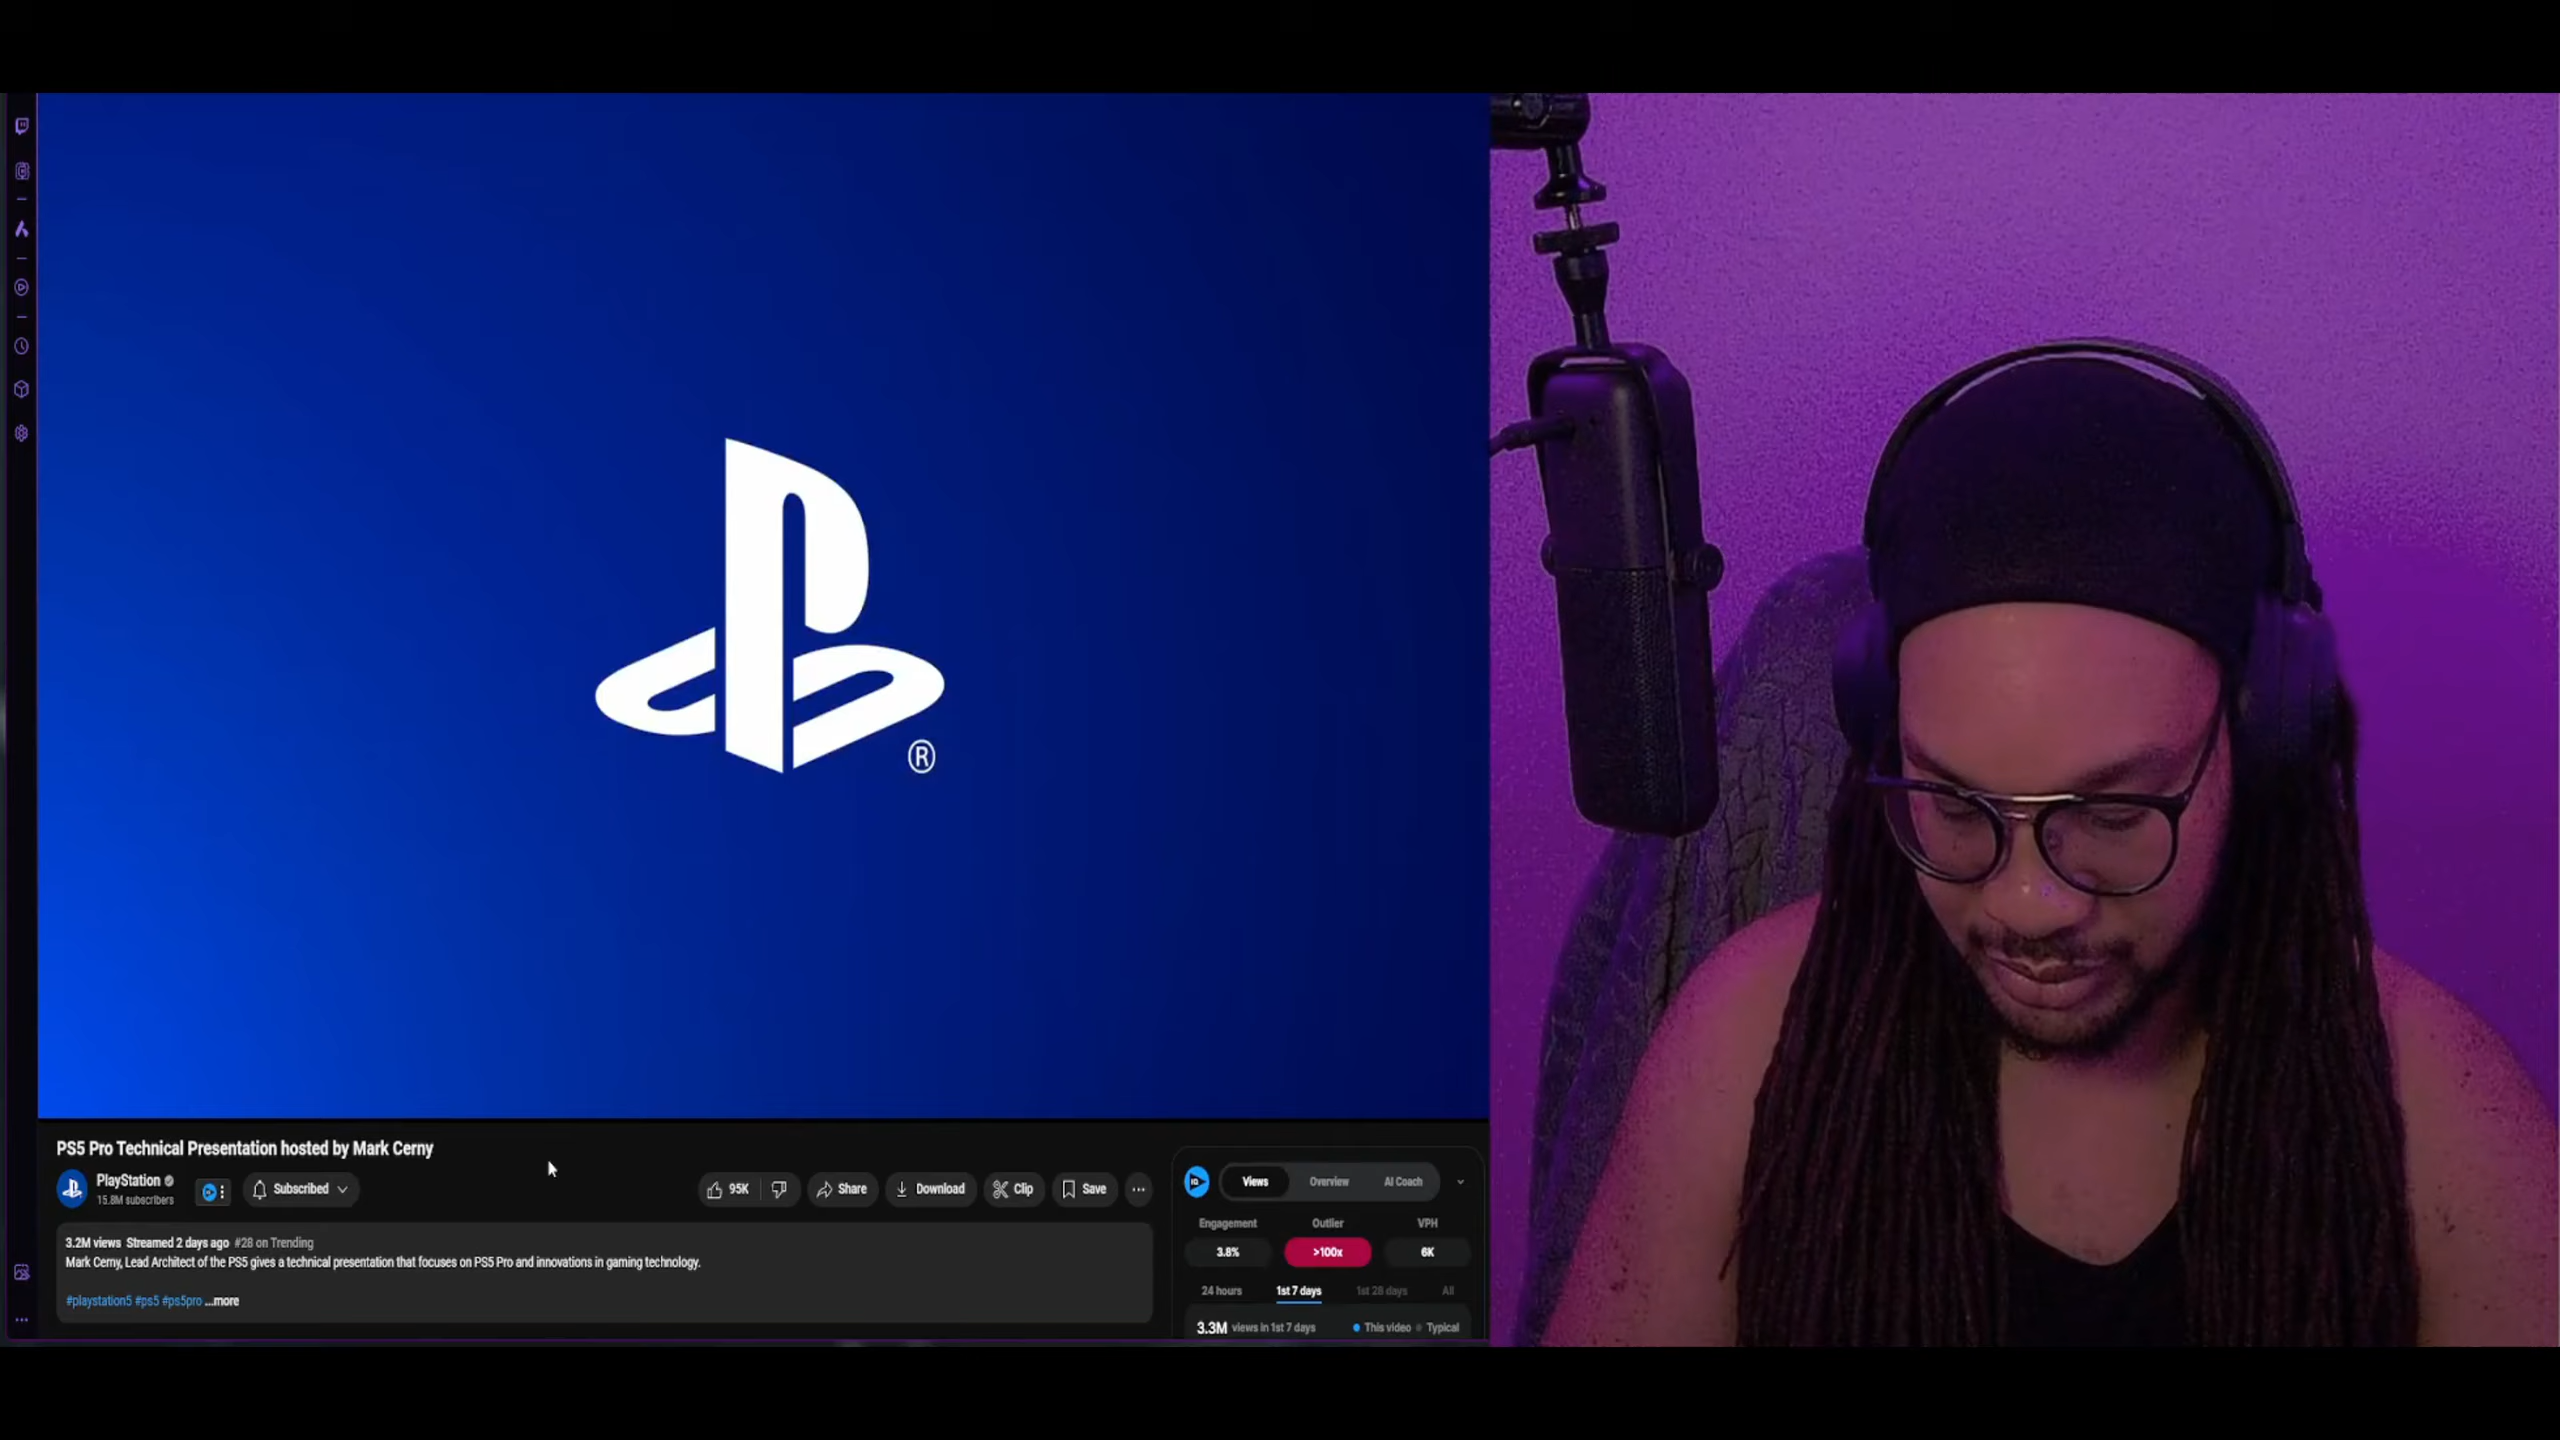 ®
PS5 Pro Technical Presentation hosted by Mark Cerny
PlayStation
15.8M subscribers
Subscribed
95K
Share
Download
Clip
Save
3.2M views Streamed 2 days ago #28 on Trending
Mark Cerny, Lead Architect of the PS5 gives a technical presentation that focuses on PS5 Pro and innovations in gaming technology.
#playstation5 #ps5 #ps5pro ...more
IQ
Views
Overview
AI Coach
Engagement
Outlier
VPH
3.8%
>100x
6K
24 hours
1st 7 days
1st 28 days
All
3.3M views in 1st 7 days
This video
Typical